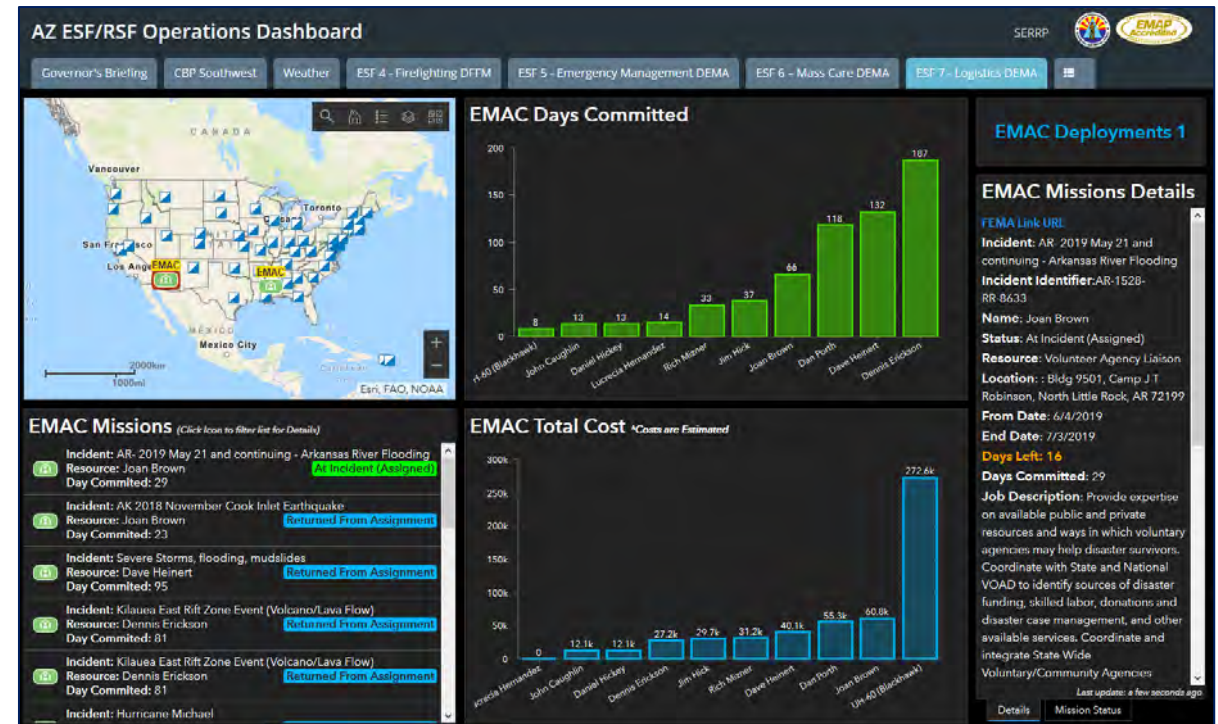 AZ ESF/RSF Operations Dashboard
SERRP
EMAP
Accredited
Governor's Briefing
CBP Southwest
Weather
ESF 4 - Firefighting DFFM
ESF 5 - Emergency Management DEMA
ESF 6 - Mass Care DEMA
ESF 7 - Logistics DEMA
CANADA
Vancouver
Toronto
San Francisco
Los Ange
EMAC
EMAC
MÉXICO
Mexico City
2000km
1000mi
Esri, FAO, NOAA
EMAC Days Committed
200
150
100
50
0
8
13
13
14
33
37
66
118
132
187
H-60 (Blackhawk)
John Caughlin
Daniel Hickey
Lucrecia Hernandez
Rich Mizner
Jim Hick
Joan Brown
Dan Porth
Dave Heinert
Dennis Erickson
EMAC Deployments 1
EMAC Missions Details
FEMA Link URL
Incident: AR- 2019 May 21 and
continuing - Arkansas River Flooding
Incident Identifier:AR-1528-
RR-8633
Name: Joan Brown
Status: At Incident (Assigned)
Resource: Volunteer Agency Liaison
Location: : Bldg 9501, Camp J T
Robinson, North Little Rock, AR 72199
From Date: 6/4/2019
End Date: 7/3/2019
Days Left: 16
Days Committed: 29
Job Description: Provide expertise
on available public and private
resources and ways in which voluntary
agencies may help disaster survivors.
Coordinate with State and National
VOAD to identify sources of disaster
funding, skilled labor, donations and
disaster case management, and other
available services. Coordinate and
integrate State Wide
Voluntary/Community Agencies
Last update: a few seconds ago
Details
Mission Status
EMAC Missions (Click Icon to filter list for Details)
Incident: AR- 2019 May 21 and continuing - Arkansas River Flooding
Resource: Joan Brown
At Incident (Assigned)
Day Commited: 29
Incident: AK 2018 November Cook Inlet Earthquake
Resource: Joan Brown
Returned From Assignment
Day Commited: 23
Incident: Severe Storms, flooding, mudslides
Resource: Dave Heinert
Returned From Assignment
Day Commited: 95
Incident: Kilauea East Rift Zone Event (Volcano/Lava Flow)
Resource: Dennis Erickson
Returned From Assignment
Day Commited: 81
Incident: Kilauea East Rift Zone Event (Volcano/Lava Flow)
Resource: Dennis Erickson
Returned From Assignment
Day Commited: 81
Incident: Hurricane Michael
EMAC Total Cost *Costs are Estimated
300k
250k
200k
150k
100k
50k
0
0
12.1k
12.1k
27.2k
29.7k
31.2k
40.1k
55.3k
60.8k
272.6k
ucrecia Hernandez
John Caughlin
Daniel Hickey
Dennis Erickson
Jim Hick
Rich Mizner
Dave Heinert
Dan Porth
Joan Brown
UH-60 (Blackhawk)